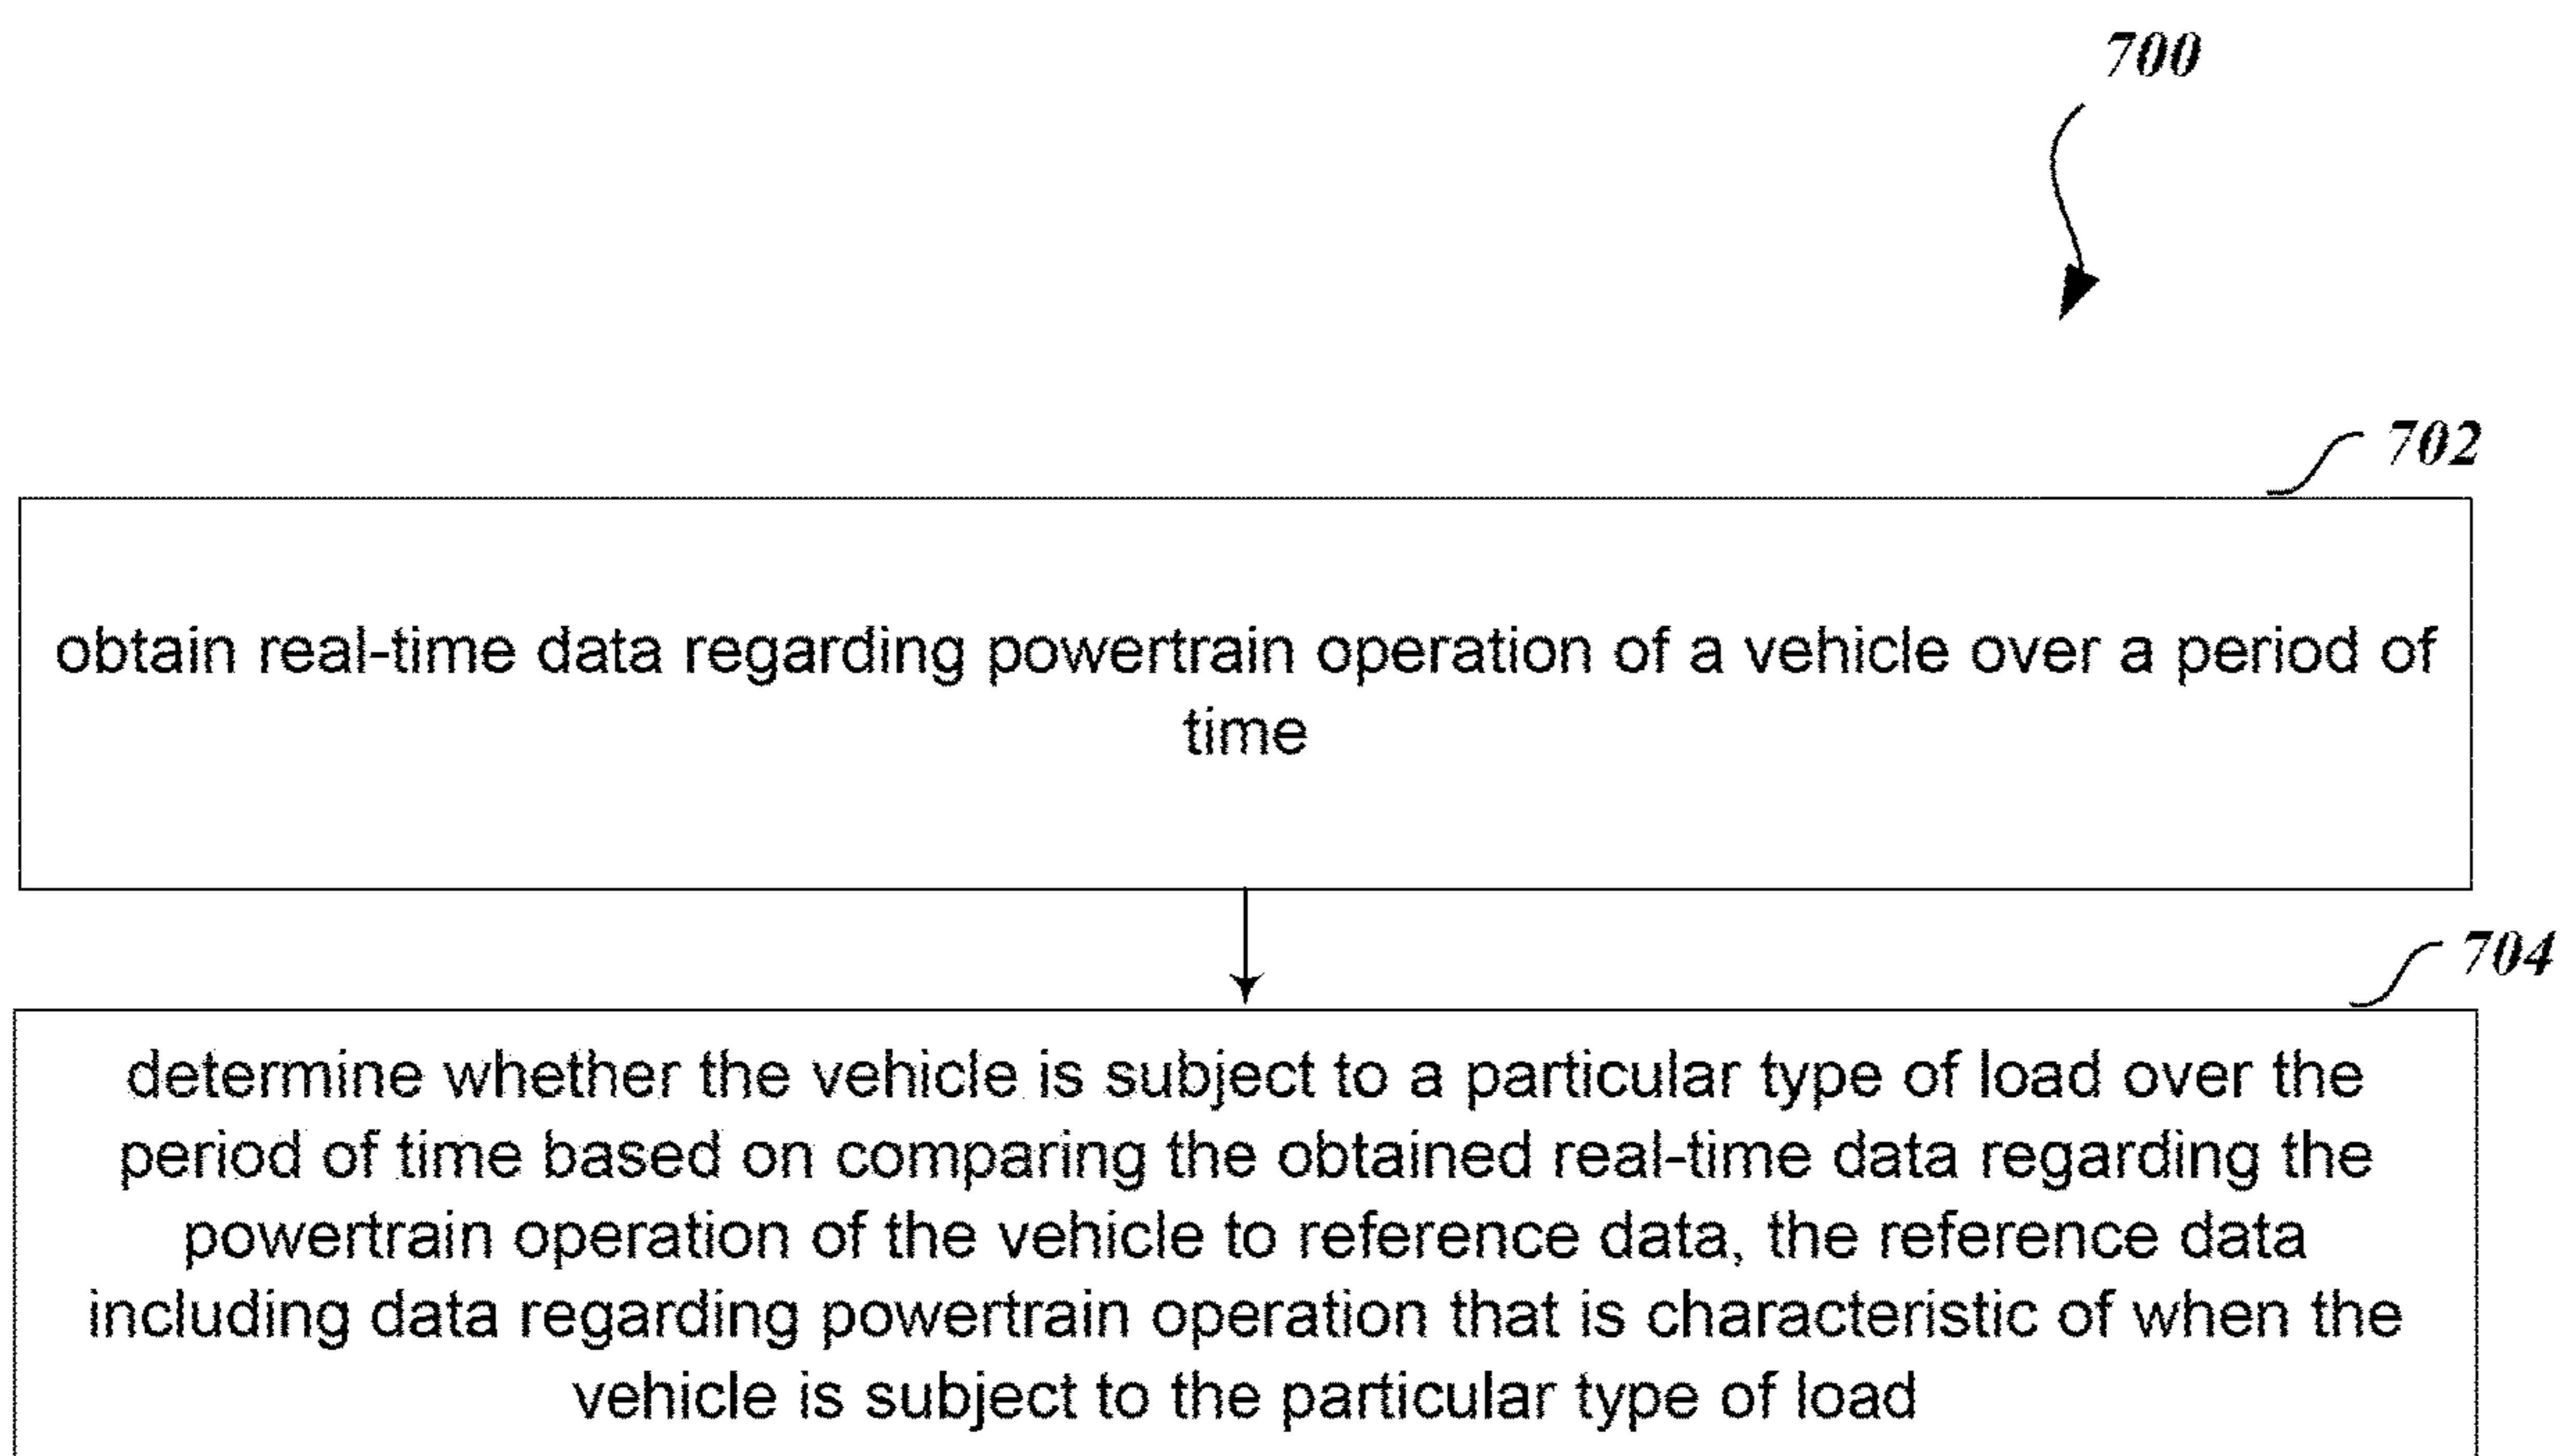 700
702
obtain real-time data regarding powertrain operation of a vehicle over a period of
time
704
determine whether the vehicle is subject to a particular type of load over the
period of time based on comparing the obtained real-time data regarding the
powertrain operation of the vehicle to reference data, the reference data
including data regarding powertrain operation that is characteristic of when the
vehicle is subject to the particular type of load